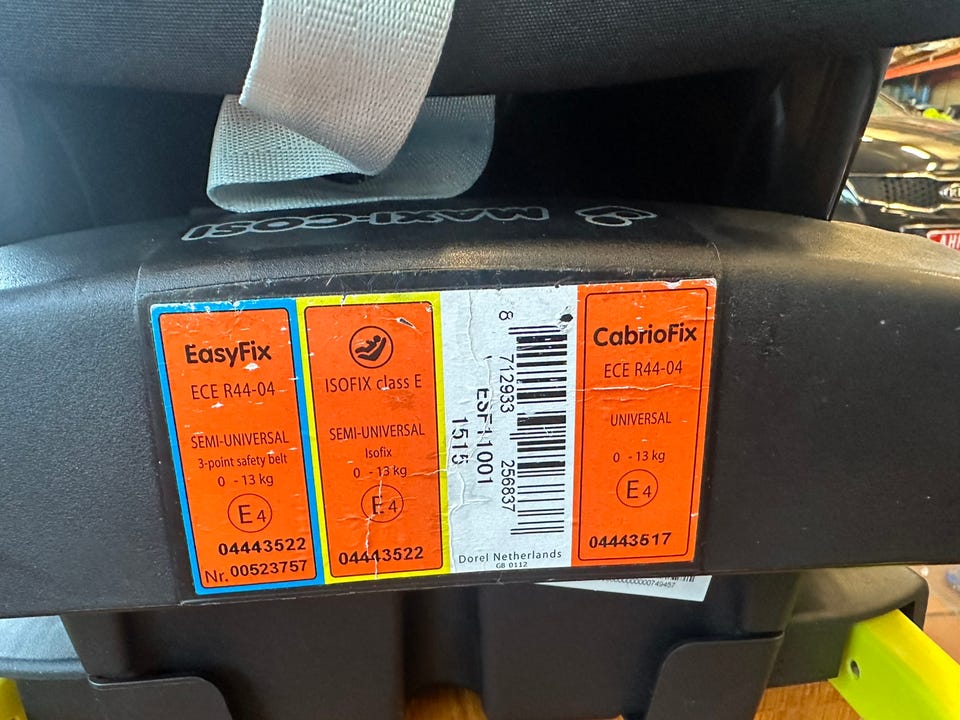 MAXI-COSI
EasyFix
ECE R44-04
SEMI-UNIVERSAL
3-point safety belt
0 - 13 kg
E4
04443522
Nr. 00523757
ISOFIX class E
SEMI-UNIVERSAL
Isofix
0 - 13 kg
E4
04443522
8 712933 256837
ESF11001
1515
Dorel Netherlands
GB 0112
CabrioFix
ECE R44-04
UNIVERSAL
0 - 13 kg
E4
04443517